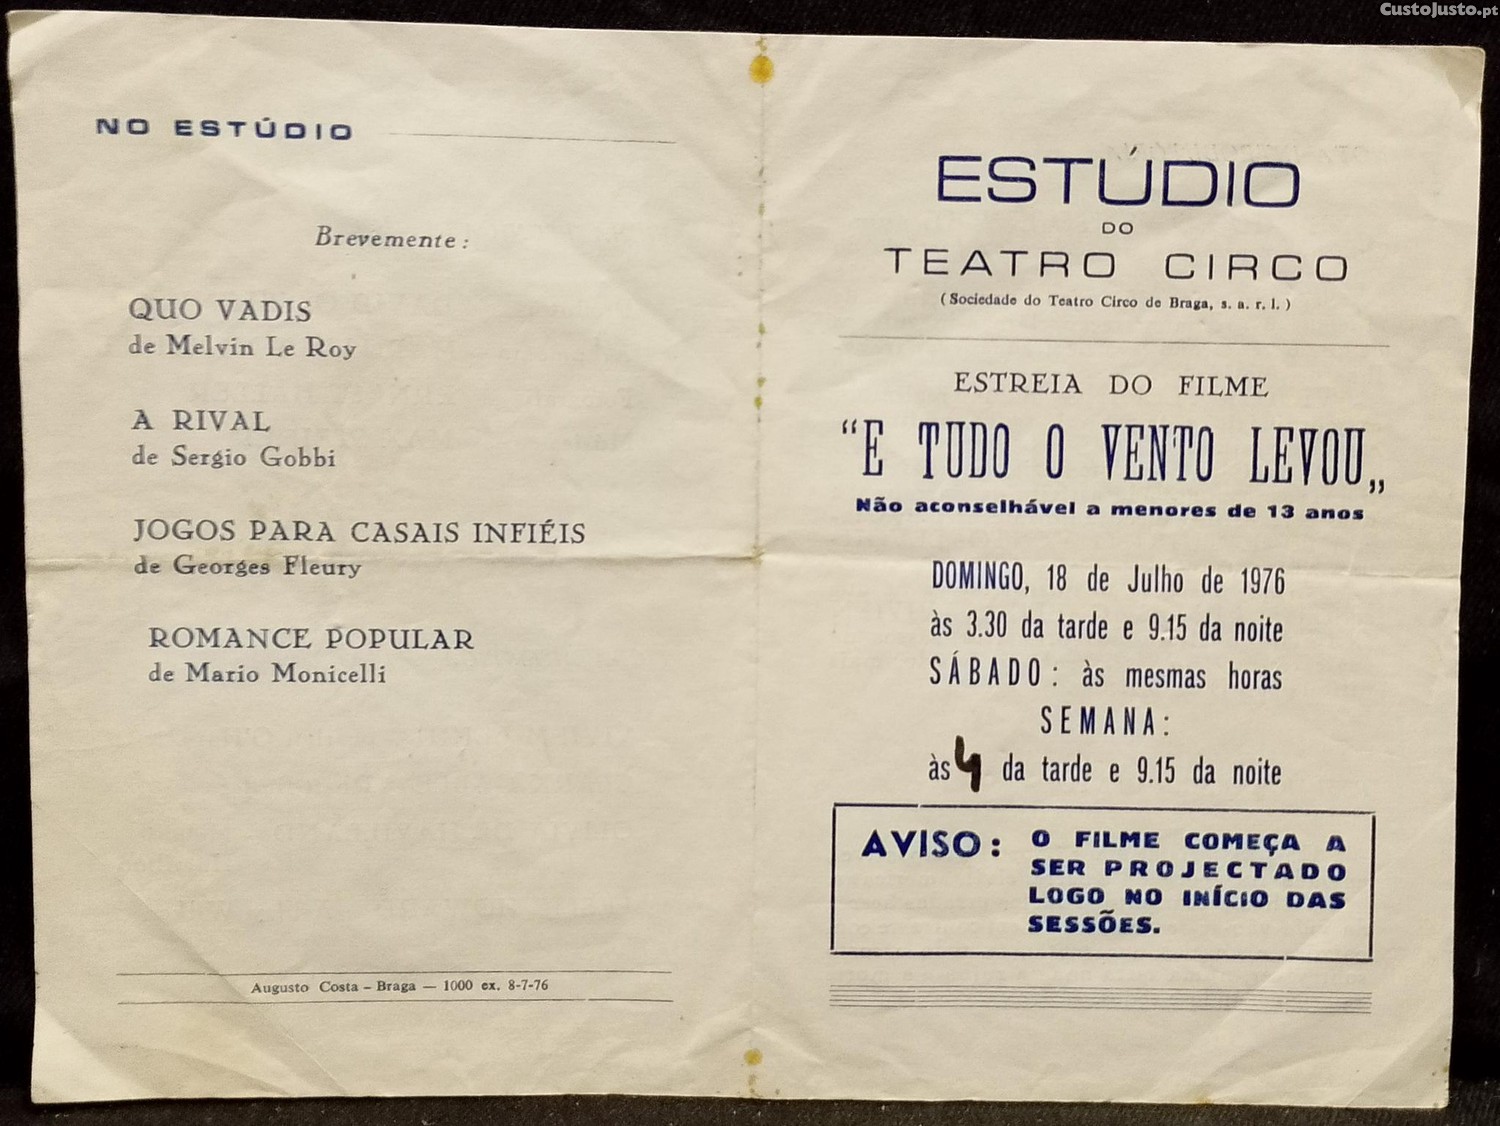 CustoJusto.pt
NO ESTÚDIO
Brevemente:
QUO VADIS
de Melvin Le Roy
A RIVAL
de Sergio Gobbi
JOGOS PARA CASAIS INFIÉIS
de Georges Fleury
ROMANCE POPULAR
de Mario Monicelli
Augusto Costa – Braga — 1000 ex. 8-7-76
ESTÚDIO
DO
TEATRO CIRCO
(Sociedade do Teatro Circo de Braga, s. a. r. l.)
ESTREIA DO FILME
“E TUDO O VENTO LEVOU„
Não aconselhável a menores de 13 anos
DOMINGO, 18 de Julho de 1976
às 3.30 da tarde e 9.15 da noite
SÁBADO: às mesmas horas
SEMANA:
às 4 da tarde e 9.15 da noite
AVISO: O FILME COMEÇA A
SER PROJECTADO
LOGO NO INÍCIO DAS
SESSÕES.